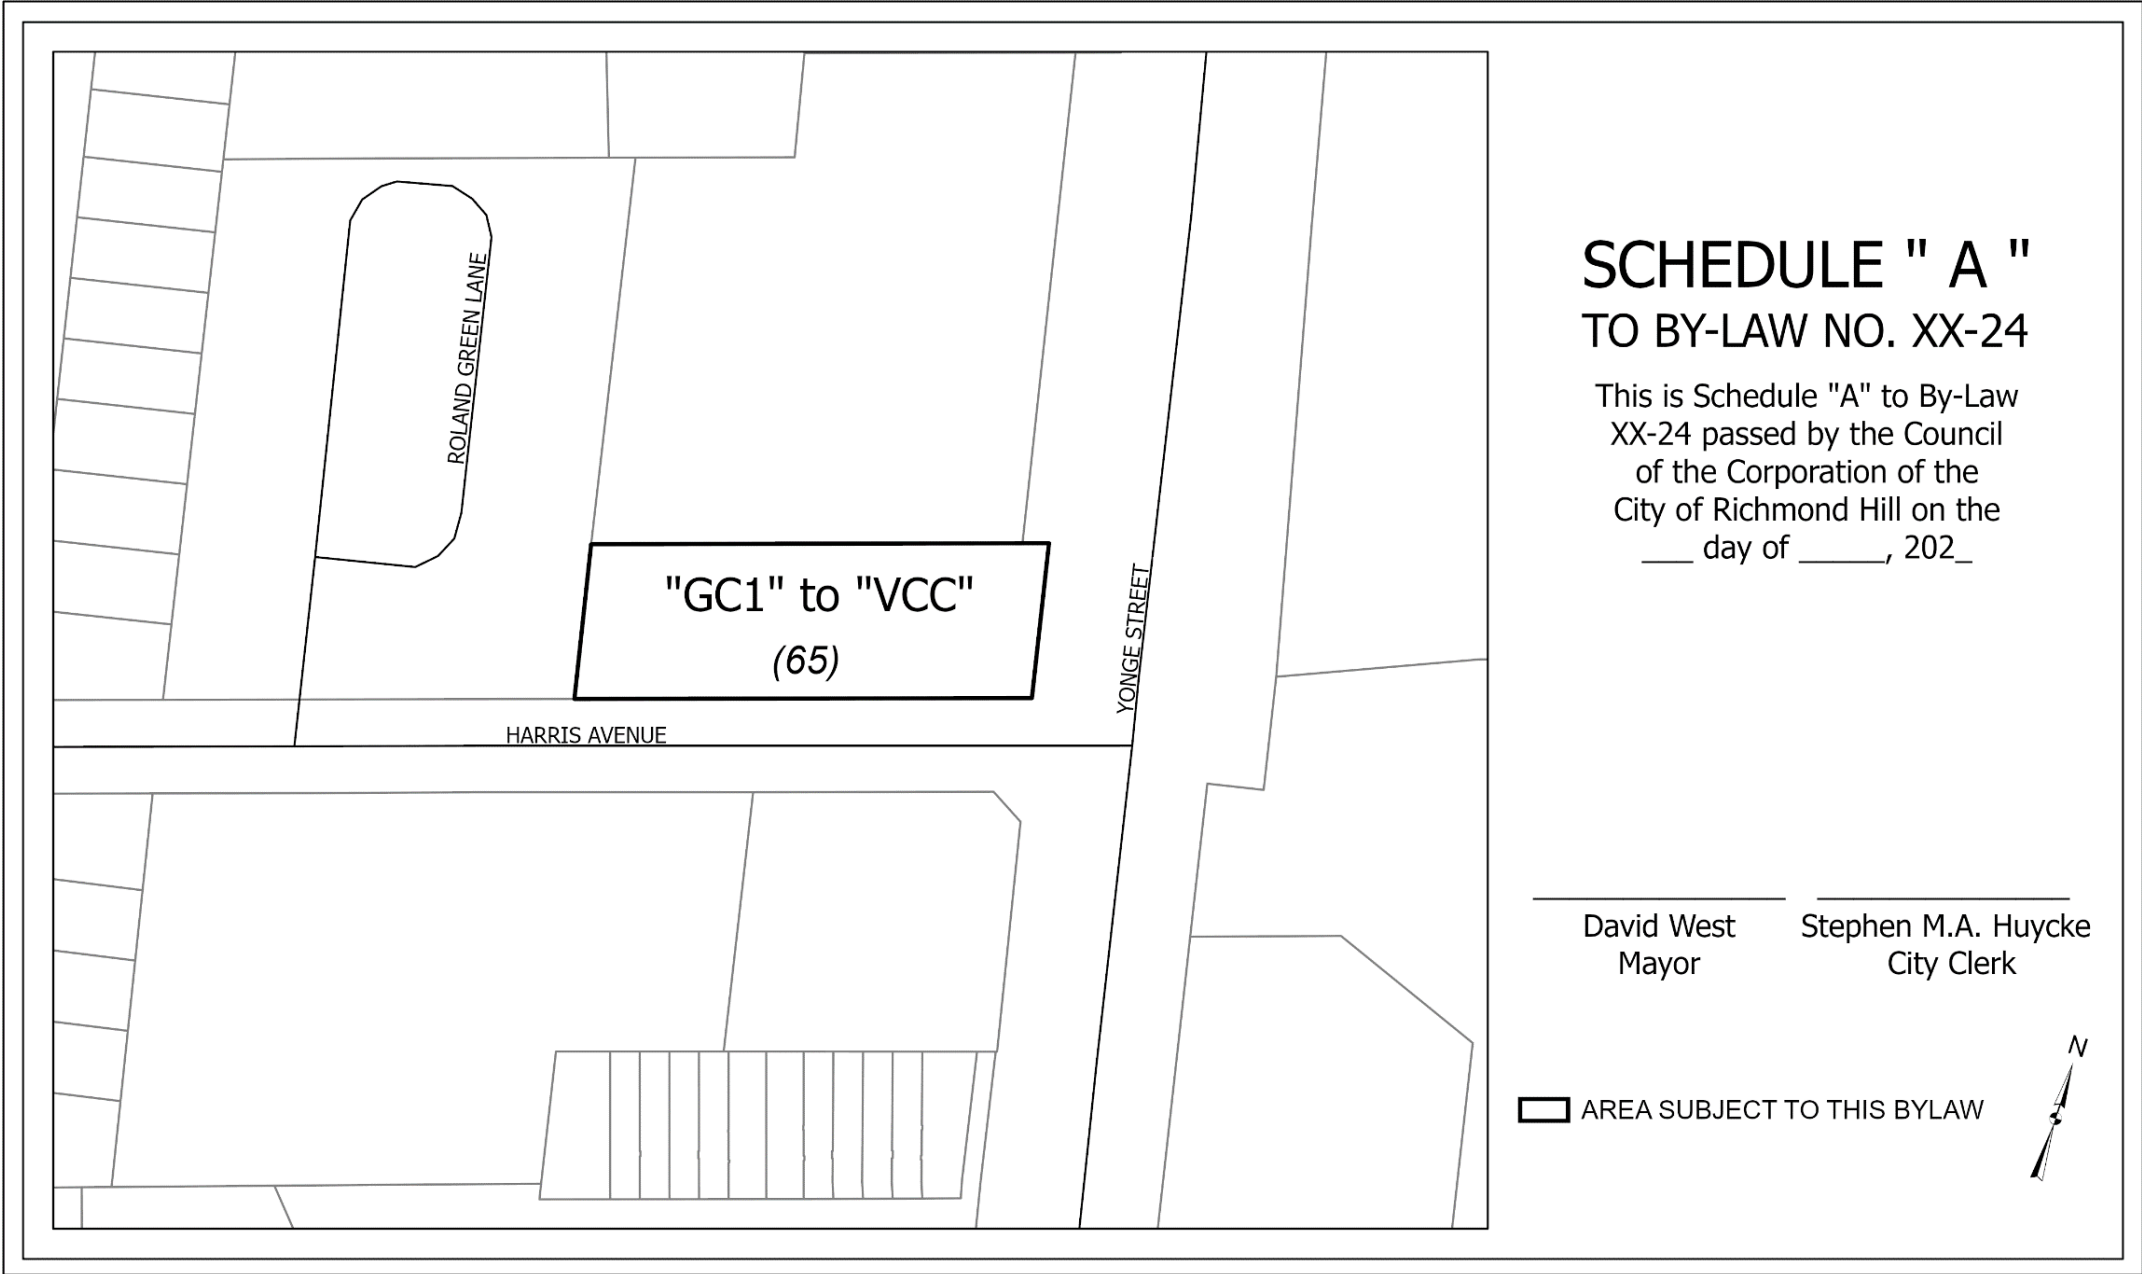 ROLAND GREEN LANE
"GC1" to "VCC"
(65)
YONGE STREET
HARRIS AVENUE
SCHEDULE " A "
TO BY-LAW NO. XX-24
This is Schedule "A" to By-Law
XX-24 passed by the Council
of the Corporation of the
City of Richmond Hill on the
___ day of _____, 202_
David West
Mayor
Stephen M.A. Huycke
City Clerk
N
AREA SUBJECT TO THIS BYLAW